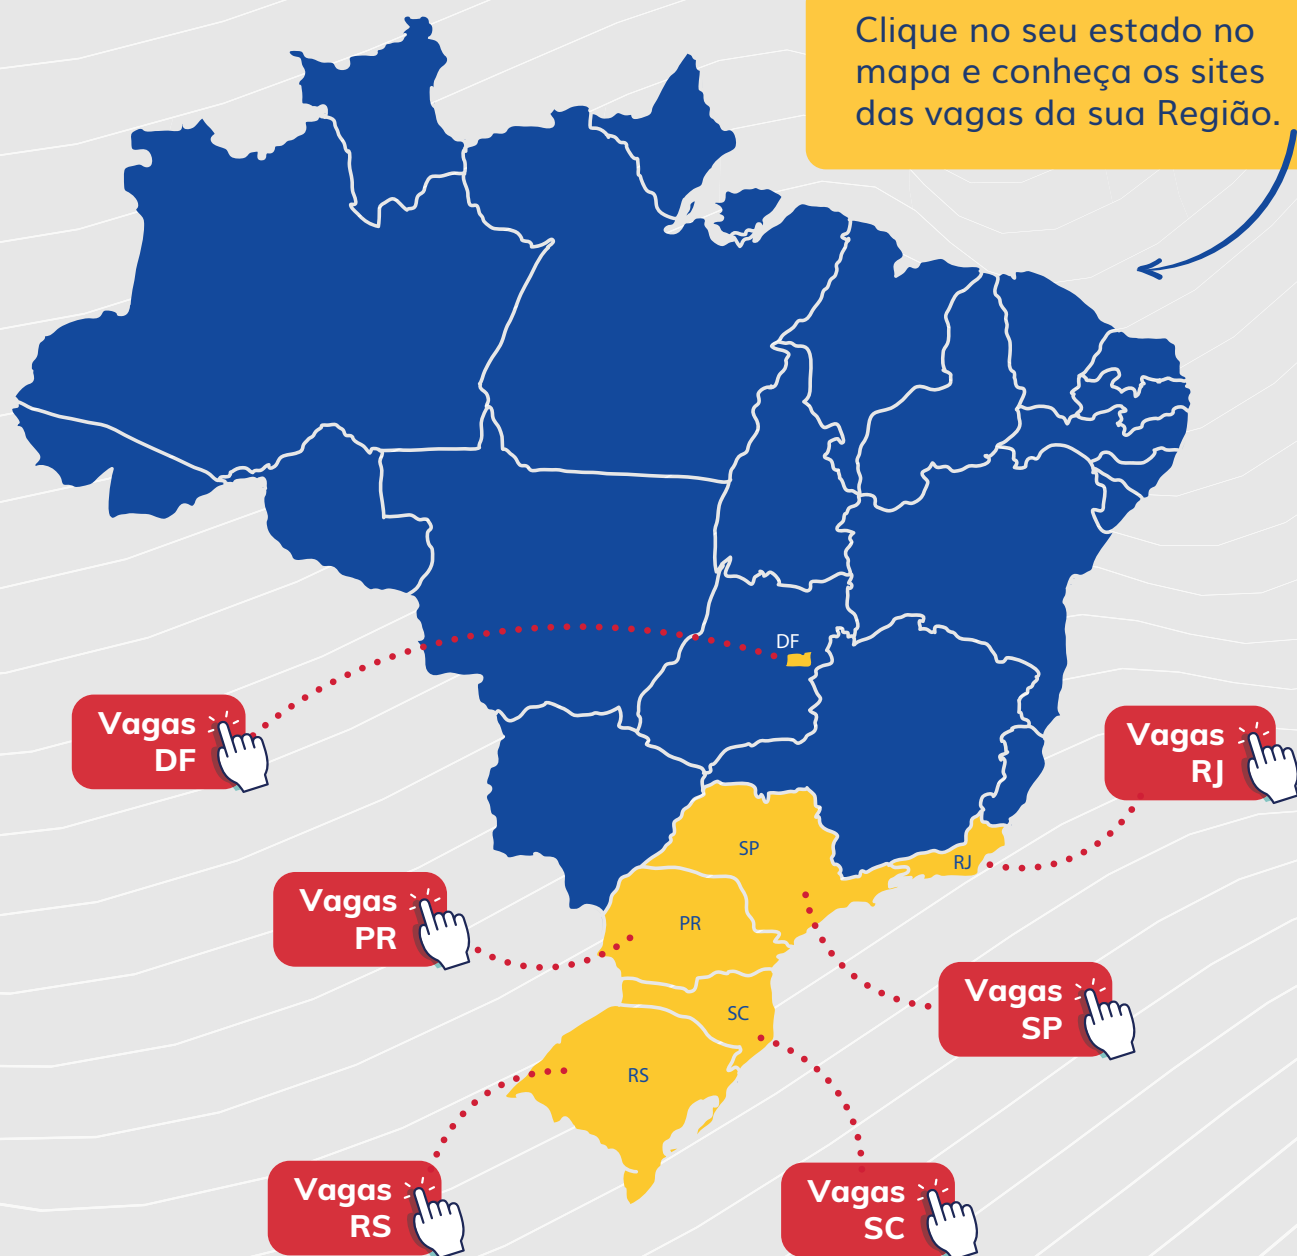 Clique no seu estado no
mapa e conheça os sites
das vagas da sua Região.
DF
Vagas
DF
Vagas
RJ
SP
RJ
Vagas
PR
PR
Vagas
SP
SC
RS
Vagas
RS
Vagas
SC